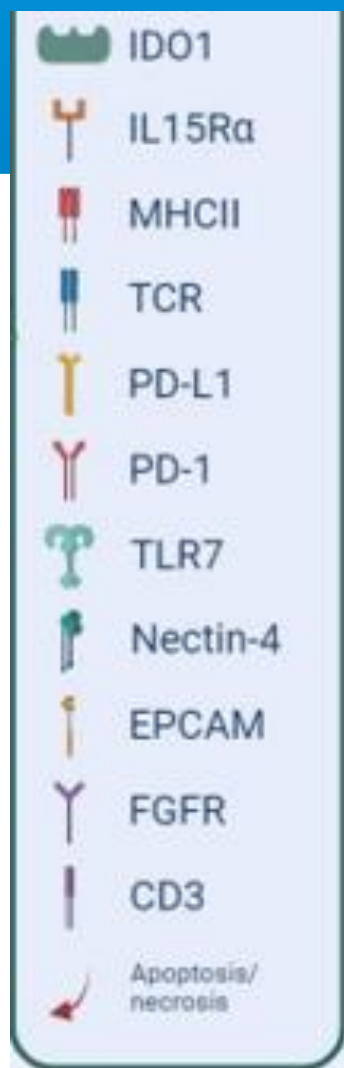 IDO1
IL15Rα
MHCII
TCR
PD-L1
PD-1
TLR7
Nectin-4
EPCAM
FGFR
CD3
Apoptosis/
necrosis